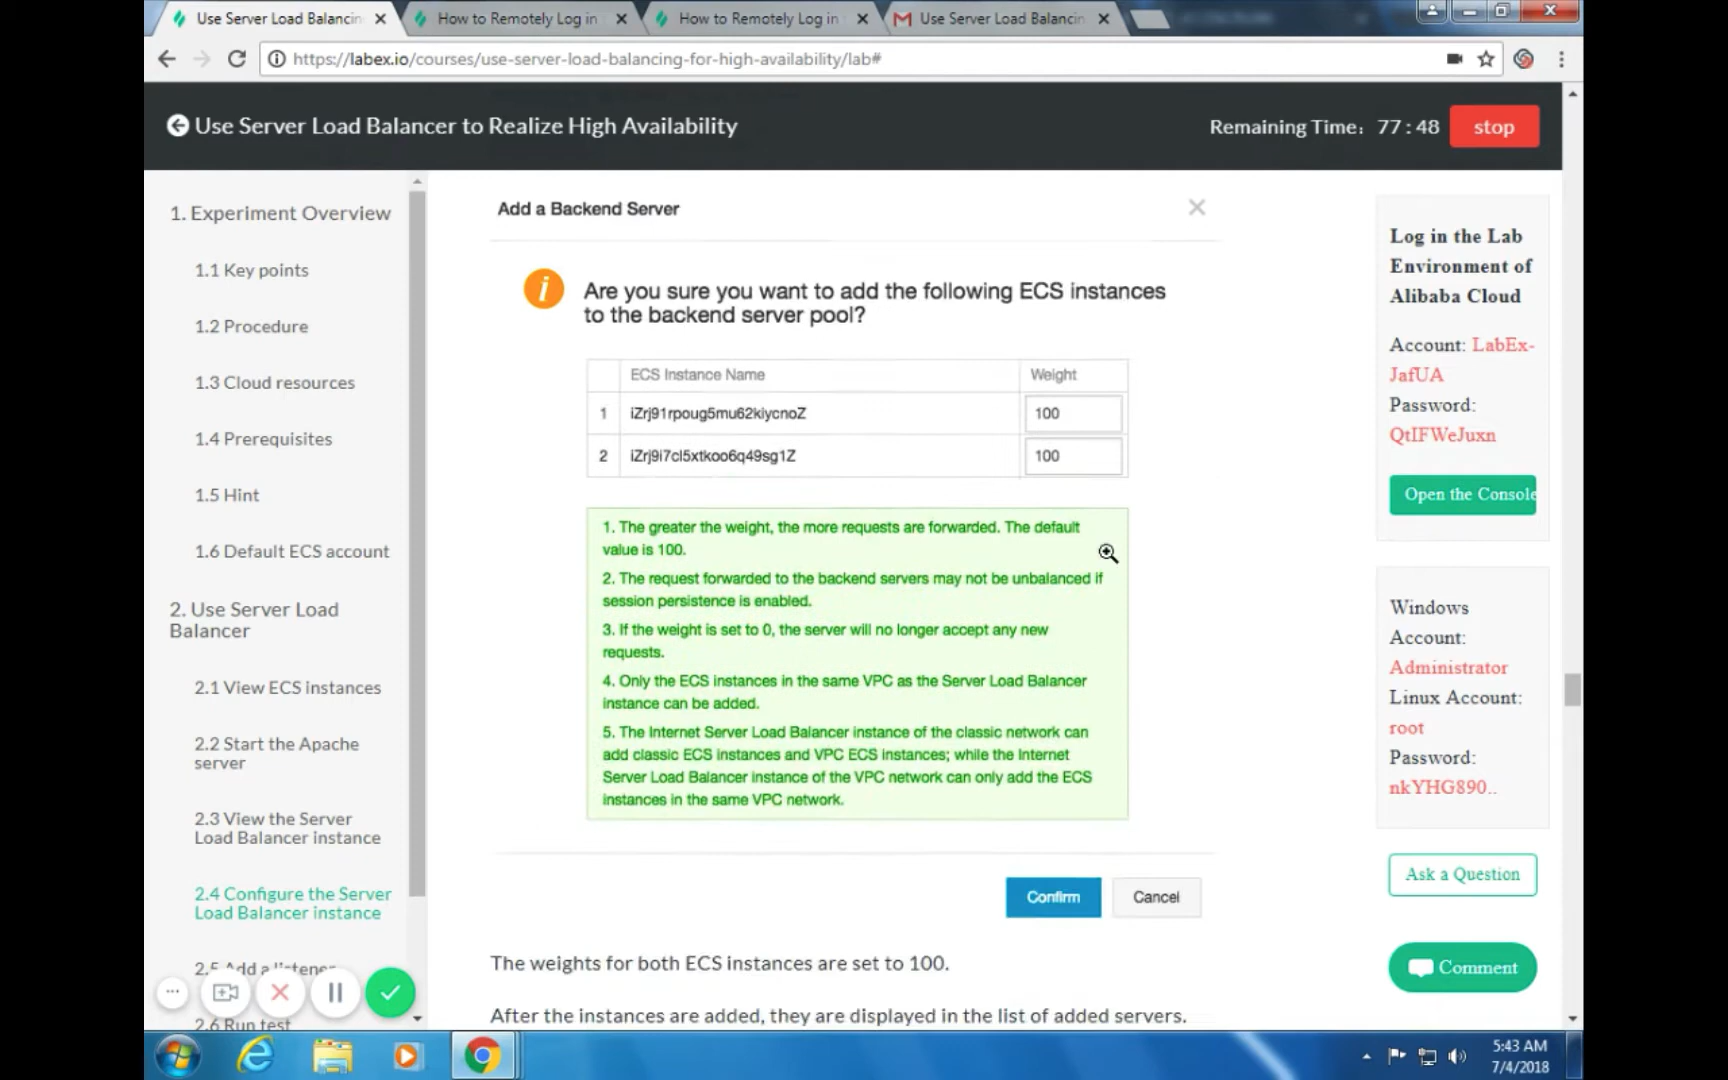 Use Server Load Balancin
How to Remotely Log in
How to Remotely Log in
Use Server Load Balancin
https://labex.io/courses/use-server-load-balancing-for-high-availability/lab#
Use Server Load Balancer to Realize High Availability
Remaining Time: 77 : 48
stop
1. Experiment Overview
1.1 Key points
1.2 Procedure
1.3 Cloud resources
1.4 Prerequisites
1.5 Hint
1.6 Default ECS account
2. Use Server Load
Balancer
2.1 View ECS instances
2.2 Start the Apache
server
2.3 View the Server
Load Balancer instance
2.4 Configure the Server
Load Balancer instance
2.5 Add a listener
2.6 Run test
Add a Backend Server
Are you sure you want to add the following ECS instances
to the backend server pool?
ECS Instance Name Weight
1 iZrj91rpoug5mu62kiycnoZ 100
2 iZrj9i7cl5xtkoo6q49sg1Z 100
1. The greater the weight, the more requests are forwarded. The default
value is 100.
2. The request forwarded to the backend servers may not be unbalanced if
session persistence is enabled.
3. If the weight is set to 0, the server will no longer accept any new
requests.
4. Only the ECS instances in the same VPC as the Server Load Balancer
instance can be added.
5. The Internet Server Load Balancer instance of the classic network can
add classic ECS instances and VPC ECS instances; while the Internet
Server Load Balancer instance of the VPC network can only add the ECS
instances in the same VPC network.
Confirm
Cancel
The weights for both ECS instances are set to 100.
After the instances are added, they are displayed in the list of added servers.
Log in the Lab
Environment of
Alibaba Cloud
Account: LabEx-
JafUA
Password:
QtIFWeJuxn
Open the Console
Windows
Account:
Administrator
Linux Account:
root
Password:
nkYHG890..
Ask a Question
Comment
5:43 AM
7/4/2018